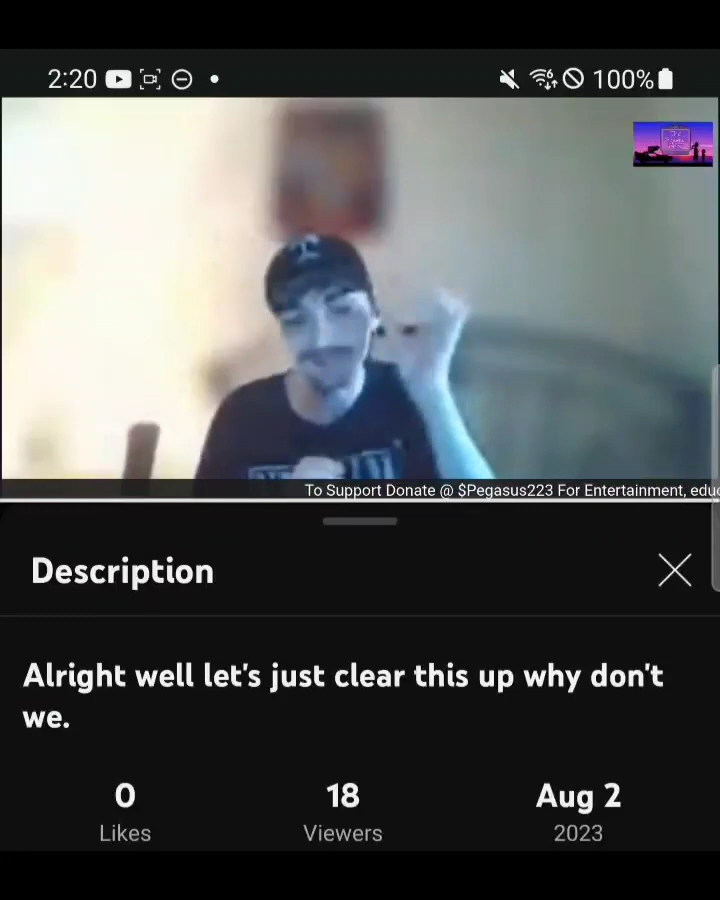 2:20
100%
T
To Support Donate @ $Pegasus223 For Entertainment, educ
Description
Alright well let's just clear this up why don't
we.
0
18
Aug 2
Likes
Viewers
2023